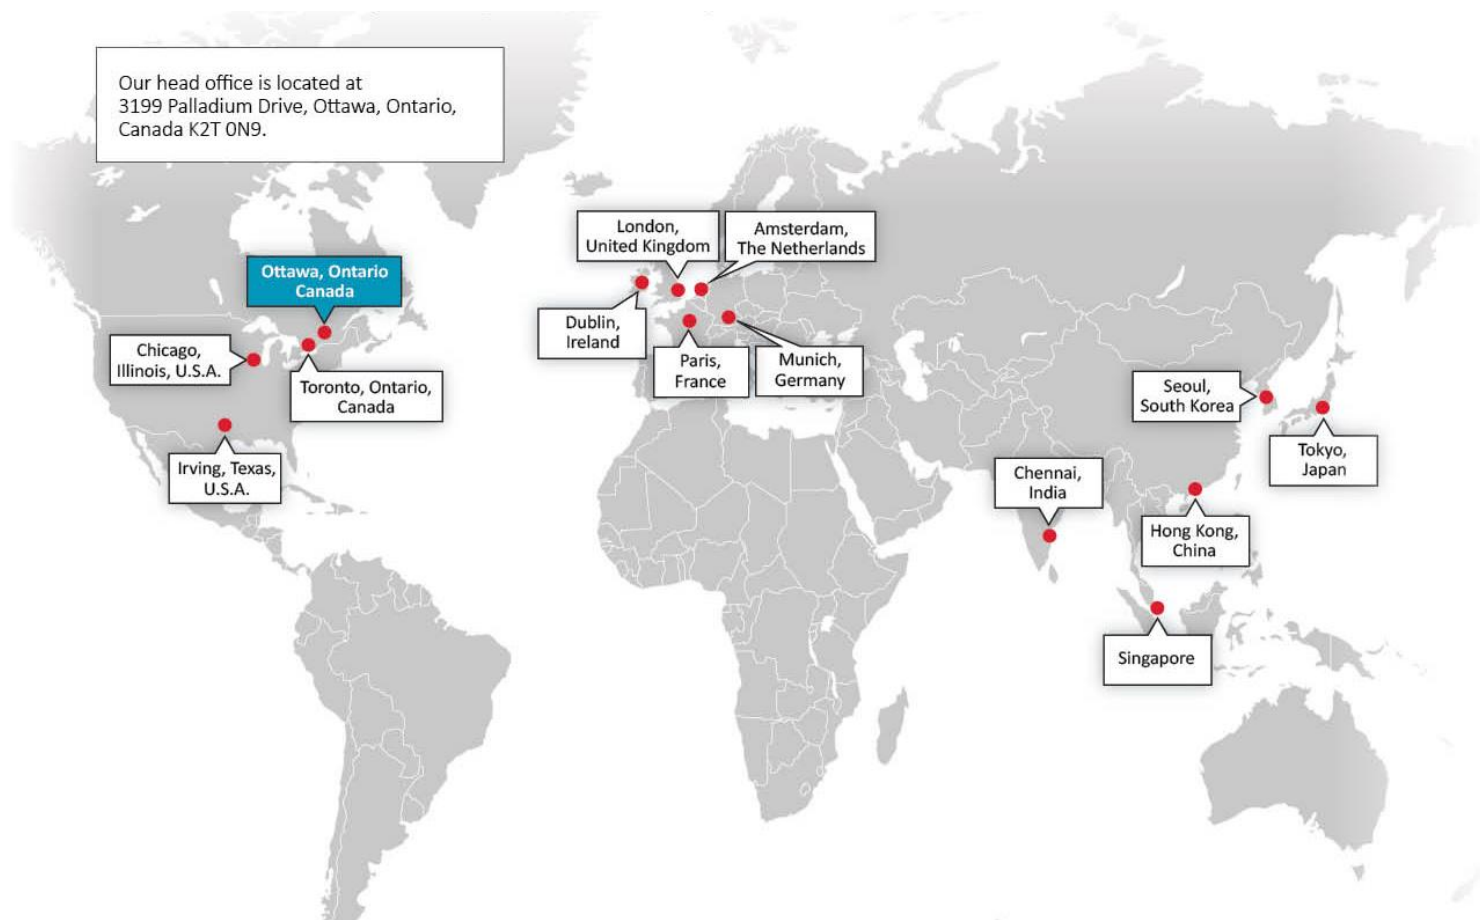 Our head office is located at
3199 Palladium Drive, Ottawa, Ontario,
Canada K2T 0N9.
London,
United Kingdom
Amsterdam,
The Netherlands
Ottawa, Ontario
Canada
Dublin,
Ireland
Chicago,
Illinois, U.S.A.
Paris,
France
Munich,
Germany
Toronto, Ontario,
Canada
Seoul,
South Korea
Tokyo,
Japan
Irving, Texas,
U.S.A.
Chennai,
India
Hong Kong,
China
Singapore